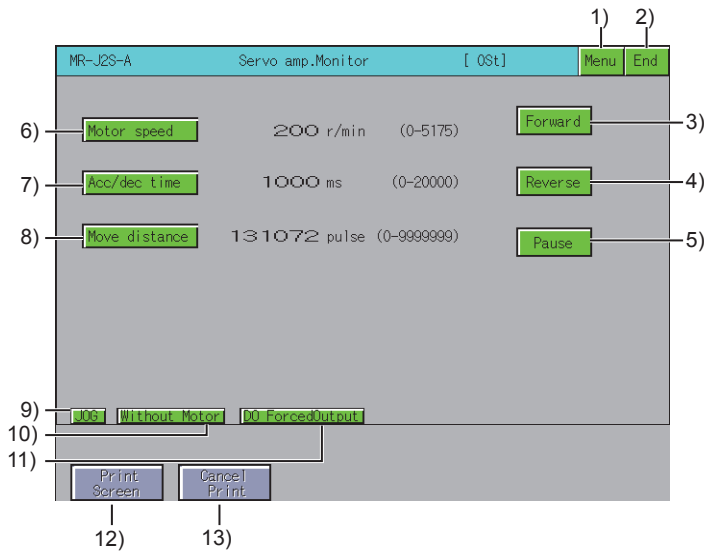 1) 2)
MR-J2S-A Servo amp.Monitor [ OSt] Menu End
6) Motor speed 200 r/min (0-5175) Forward 3)
7) Acc/dec time 1000 ms (0-20000) Reverse 4)
8) Move distance 131072 pulse (0-9999999) Pause 5)
9) JOG Without Motor DO ForcedOutput
10)
11)
Print Screen
Cancel Print
12) 13)